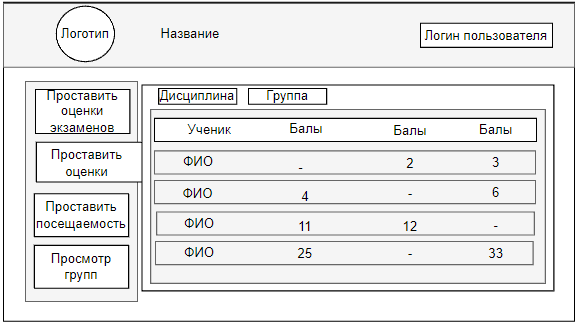 Логотип
Название
Логин пользователя
Проставить
оценки
экзаменов
Проставить
оценки
Проставить
посещаемость
Просмотр
групп
Дисциплина Группа
Ученик Балы Балы Балы
ФИО - 2 3
ФИО 4 - 6
ФИО 11 12 -
ФИО 25 - 33